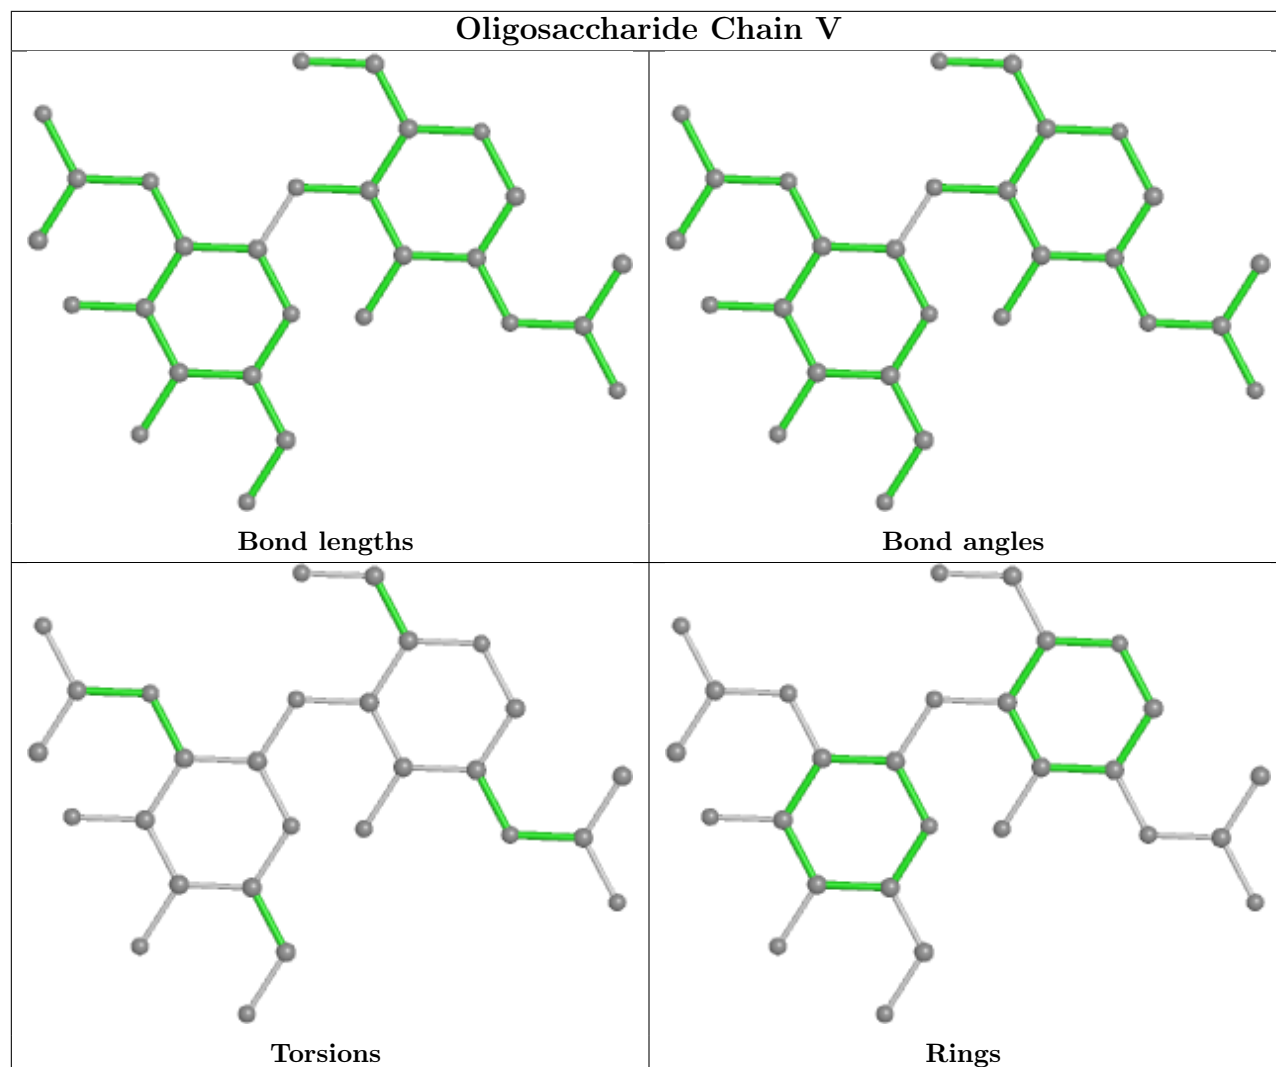 Oligosaccharide Chain V
Bond lengths
Bond angles
Torsions
Rings